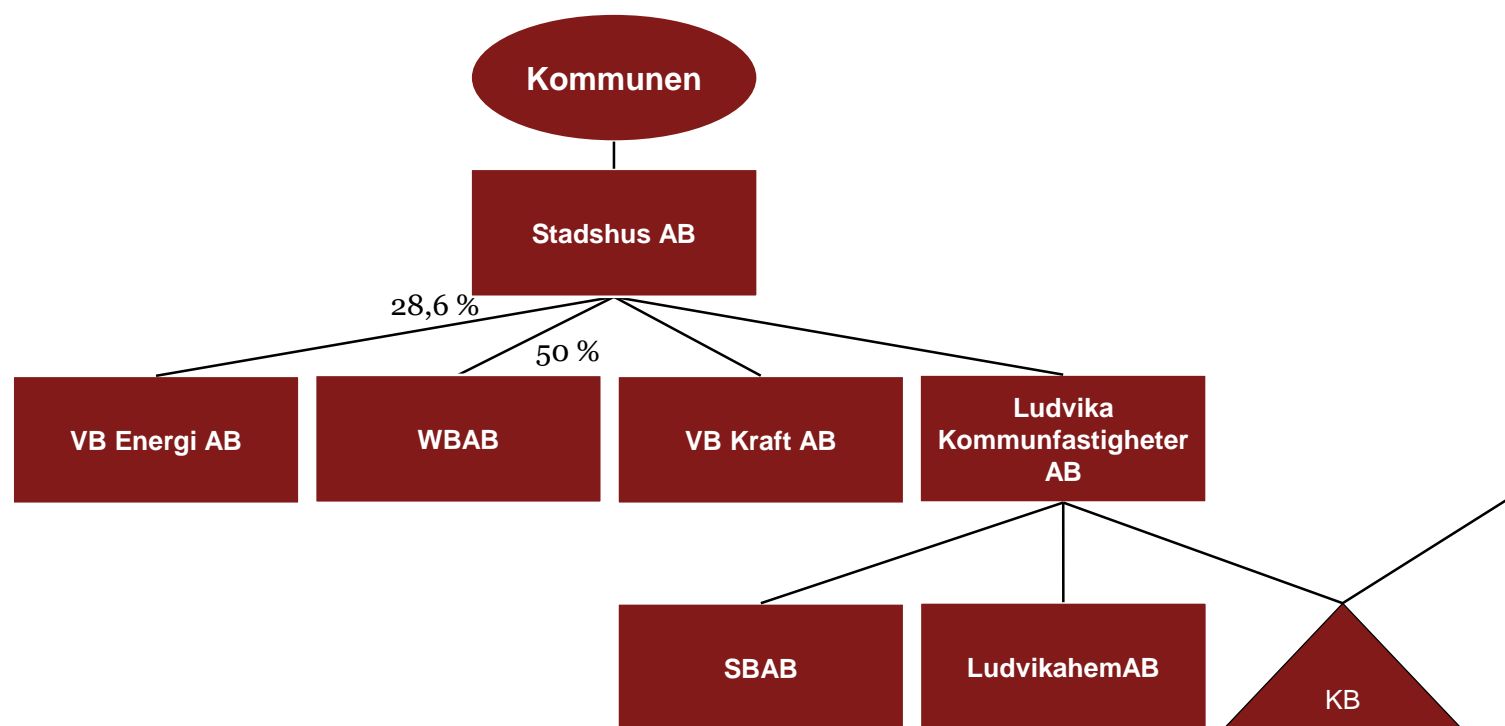 Kommunen
Stadshus AB
28,6 %
50 %
VB Energi AB
WBAB
VB Kraft AB
Ludvika
Kommunfastigheter
AB
SBAB
LudvikahemAB
KB